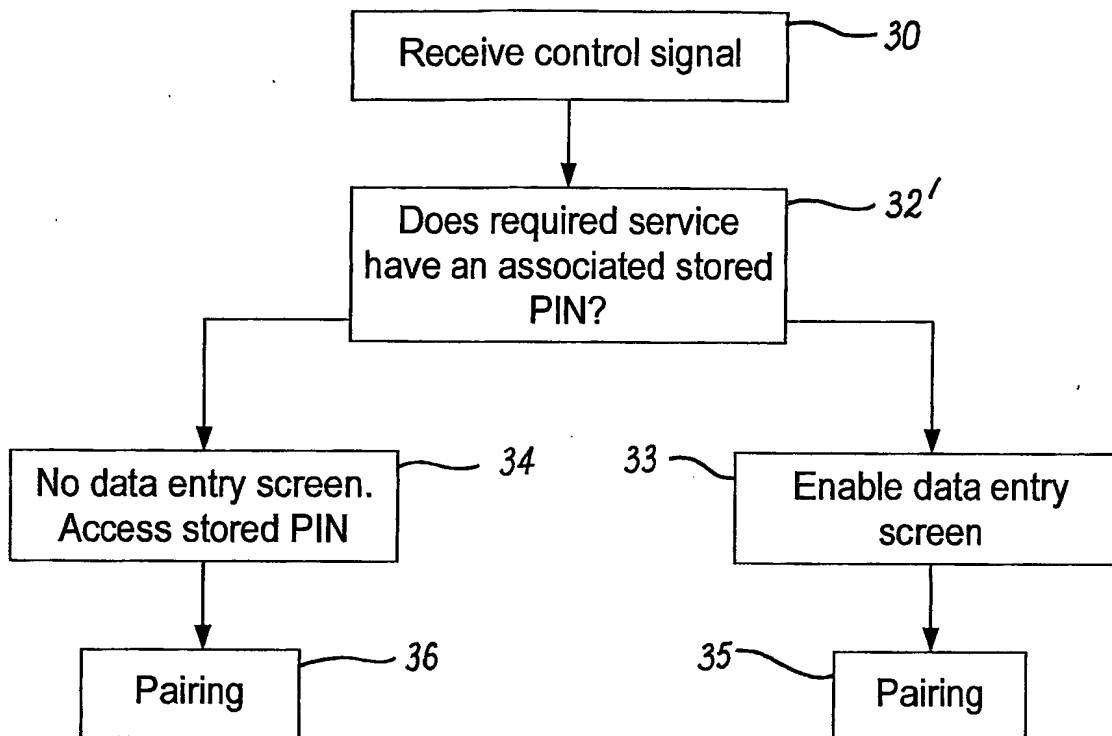 Receive control signal
30
Does required service
have an associated stored
PIN?
32'
No data entry screen.
Access stored PIN
34
33
Enable data entry
screen
Pairing
36
35
Pairing